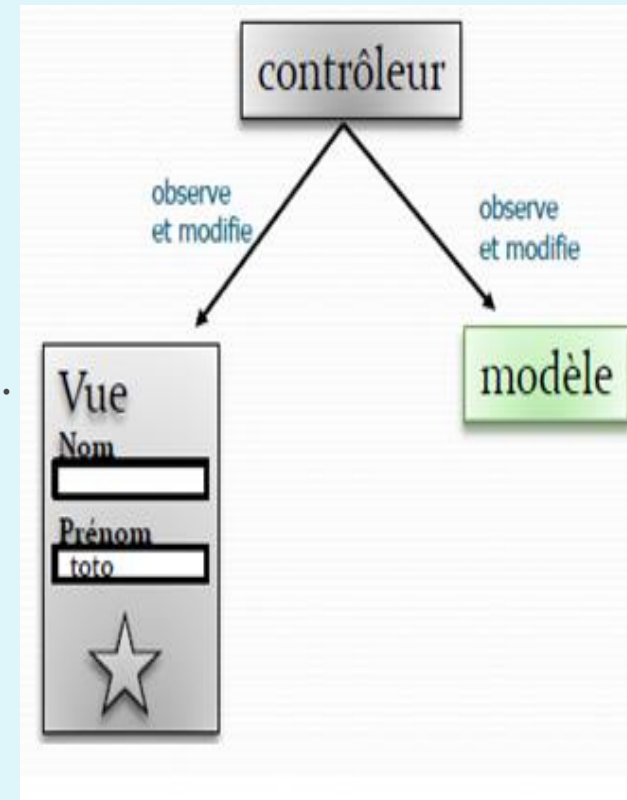 contrôleur
observe
et modifie
observe
et modifie
Vue
Nom
Prénom
toto
modèle